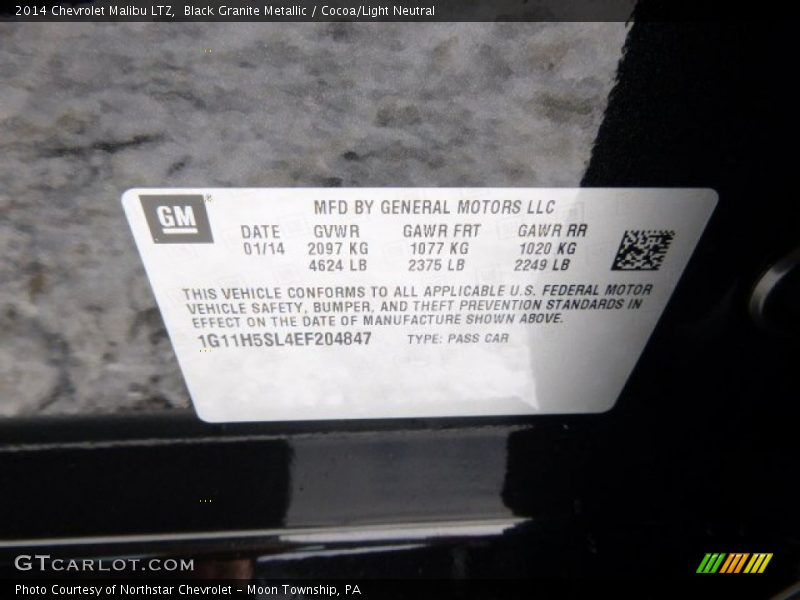 2014 Chevrolet Malibu LTZ,  Black Granite Metallic / Cocoa/Light Neutral
GM
MFD BY GENERAL MOTORS LLC
DATE GVWR GAWR FRT GAWR RR
01/14 2097 KG 1077 KG 1020 KG
4624 LB 2375 LB 2249 LB
THIS VEHICLE CONFORMS TO ALL APPLICABLE U.S. FEDERAL MOTOR
VEHICLE SAFETY, BUMPER, AND THEFT PREVENTION STANDARDS IN
EFFECT ON THE DATE OF MANUFACTURE SHOWN ABOVE.
1G11H5SL4EF204847 TYPE: PASS CAR
GTCARLOT.COM
Photo Courtesy of Northstar Chevrolet - Moon Township, PA